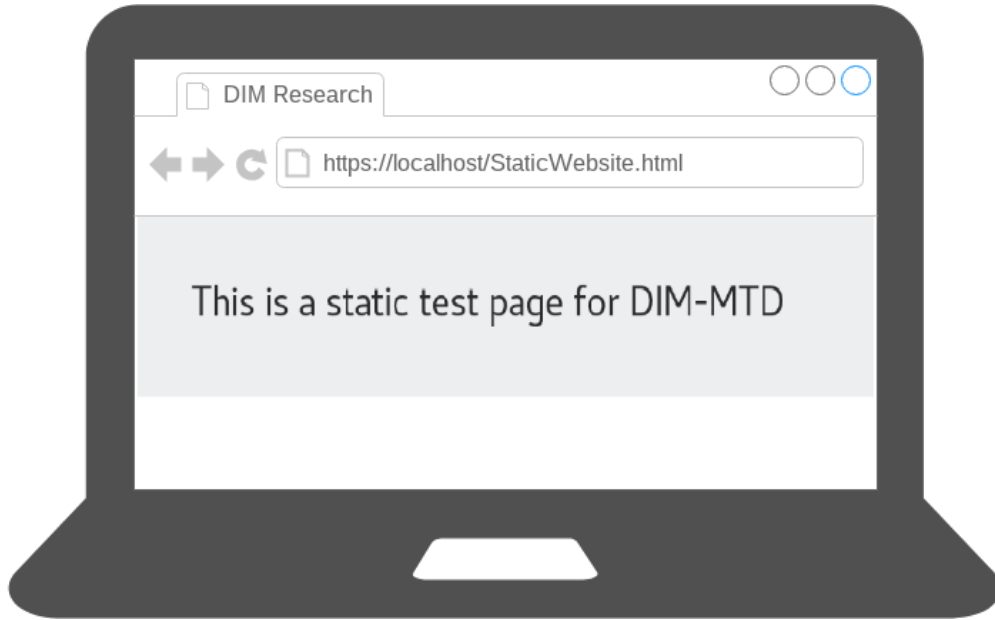 DIM Research
https://localhost/StaticWebsite.html
This is a static test page for DIM-MTD